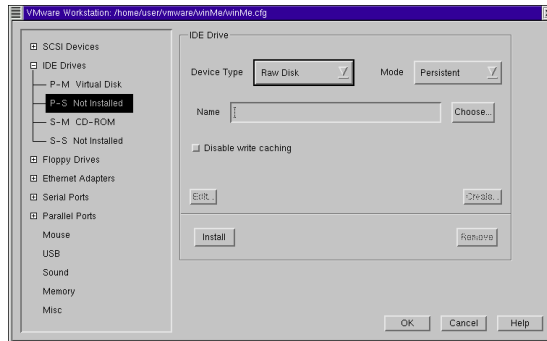 VMware Workstation: /home/user/vmware/winMe/winMe.cfg
SCSI Devices
IDE Drives
P-M Virtual Disk
P-S Not Installed
S-M CD-ROM
S-S Not Installed
Floppy Drives
Ethernet Adapters
Serial Ports
Parallel Ports
Mouse
USB
Sound
Memory
Misc
IDE Drive
Device Type Raw Disk Mode Persistent
Name Choose...
Disable write caching
Edit... Create...
Install Remove
OK Cancel Help